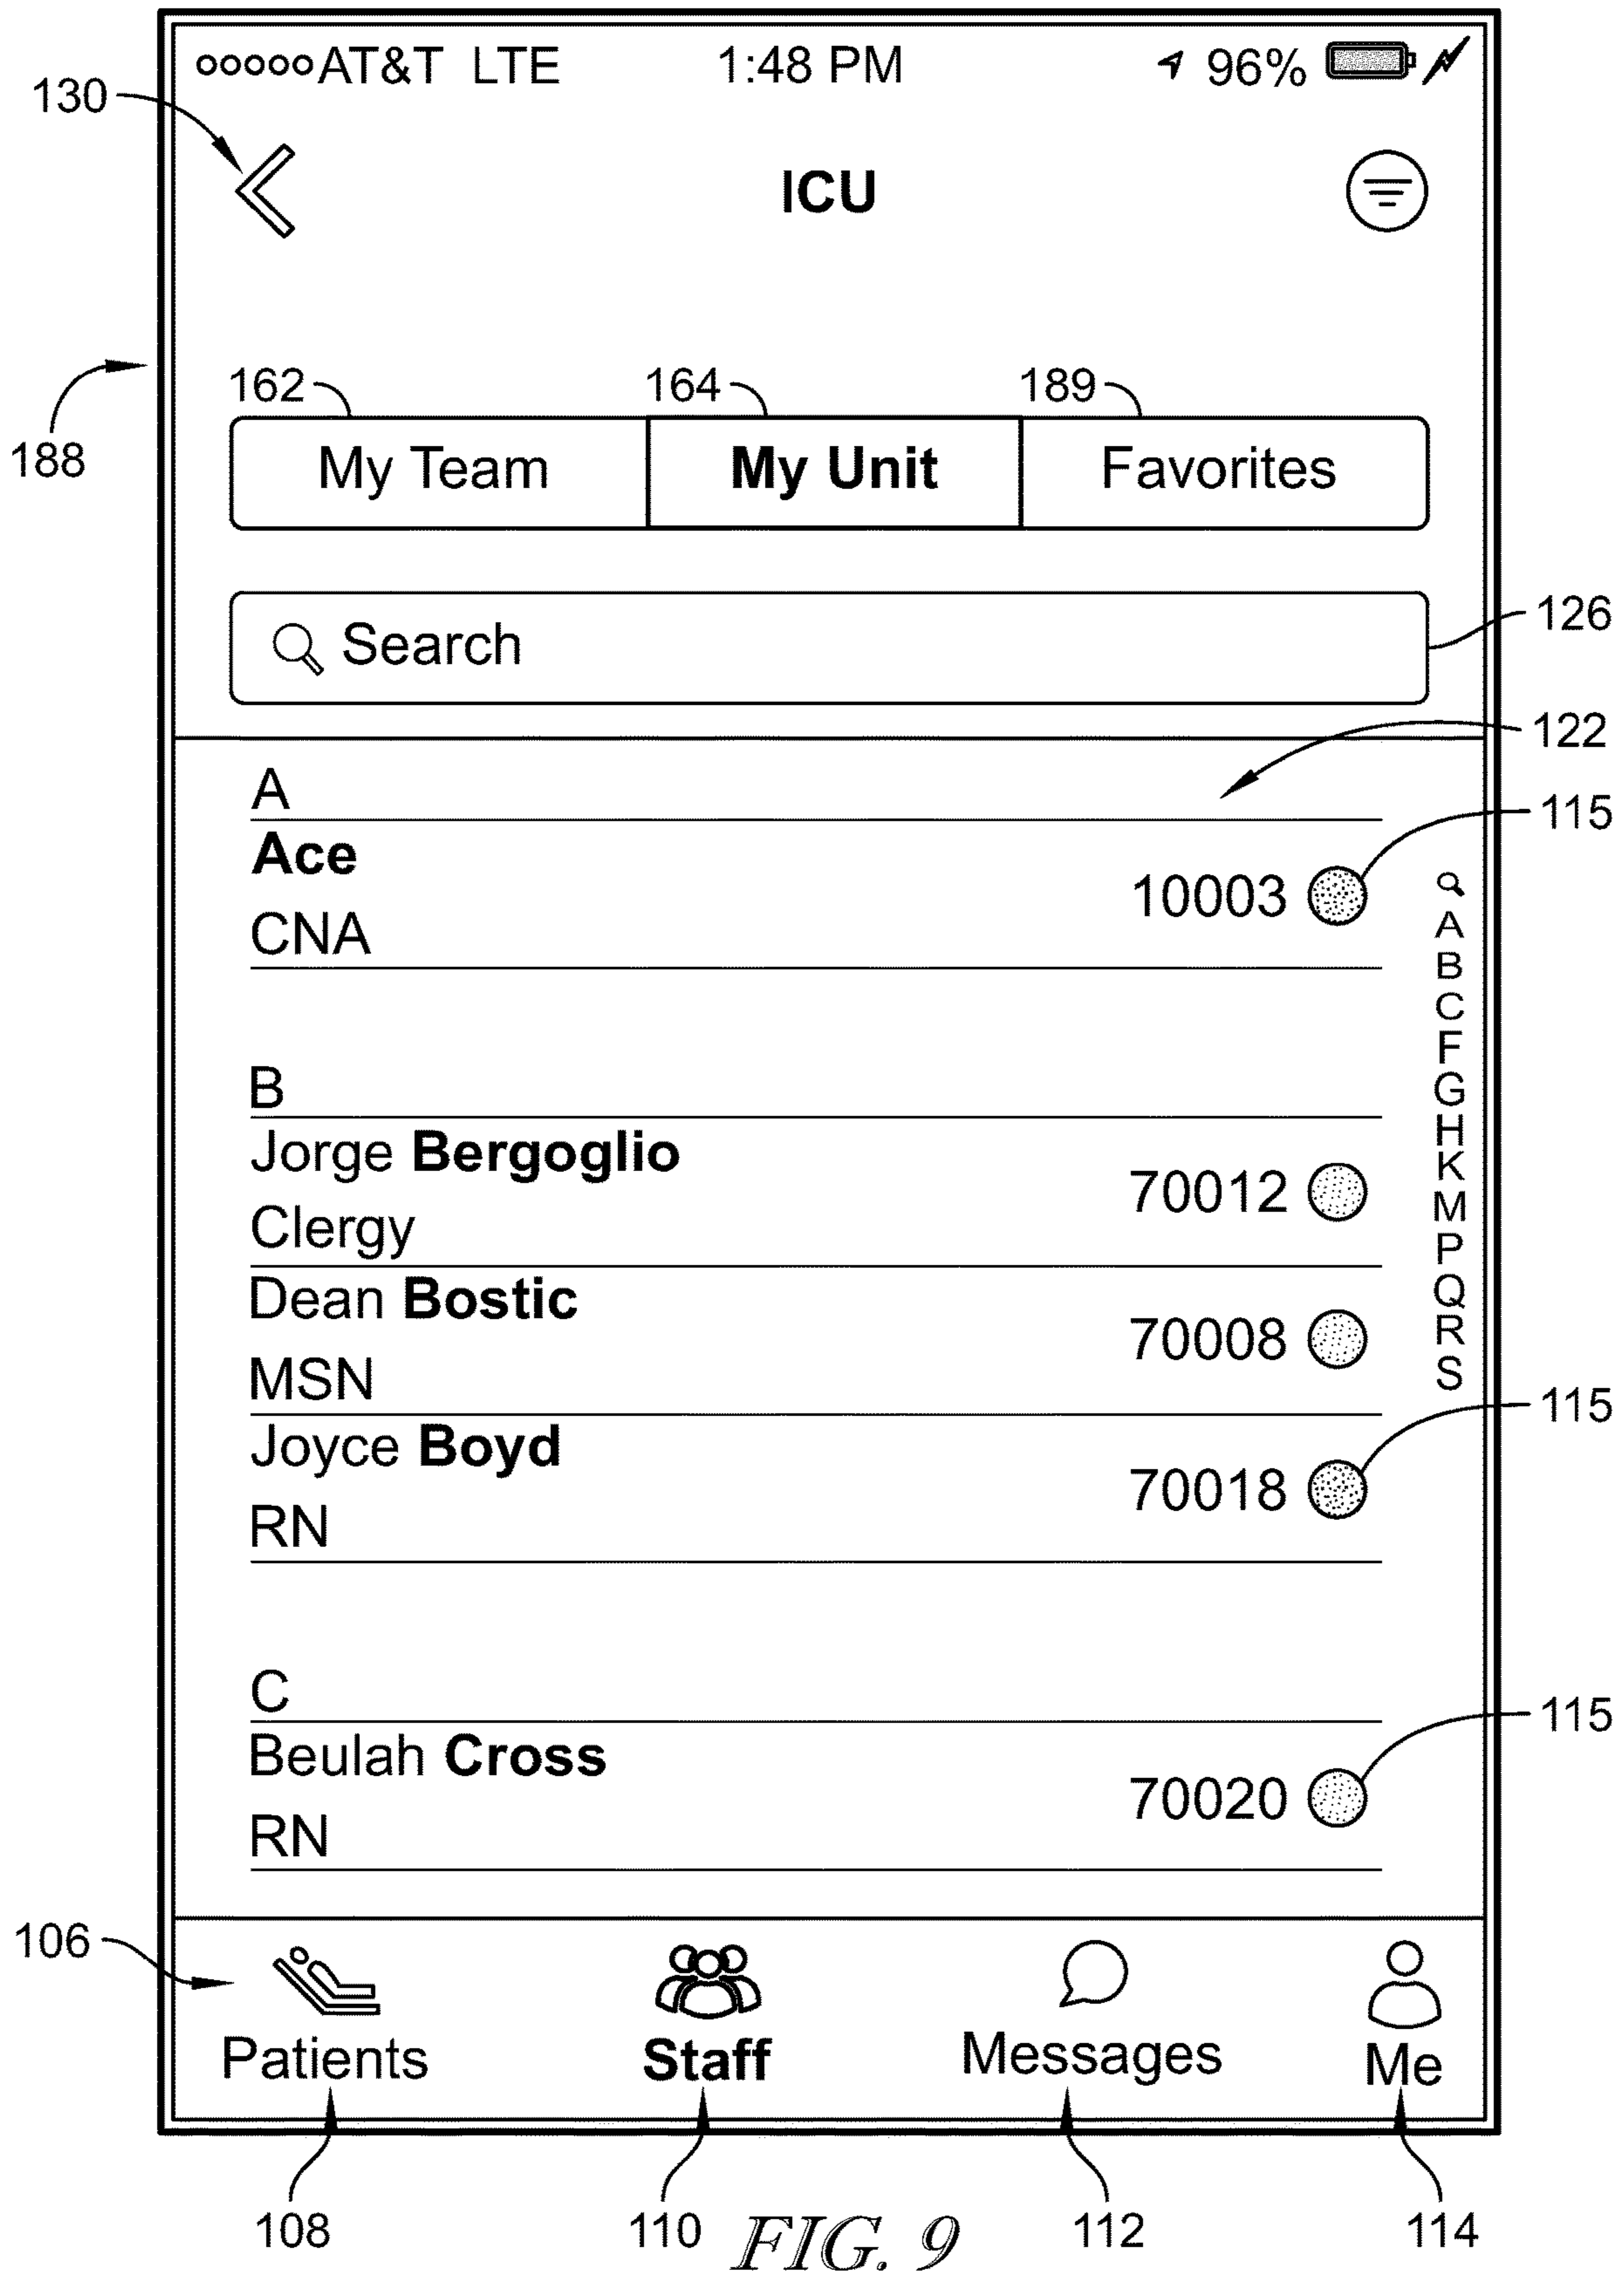 ooooo AT&T LTE 1:48 PM 96%
130
ICU
188
162 164 189
My Team My Unit Favorites
Search
126
122
A
115
Ace
10003
CNA
B
Jorge Bergoglio
70012
Clergy
Dean Bostic
70008
MSN
115
Joyce Boyd
70018
RN
C
115
Beulah Cross
70020
RN
A
B
C
F
G
H
K
M
P
Q
R
S
106
Patients Staff Messages Me
108 110 112 114
FIG. 9